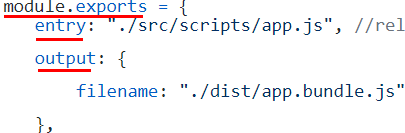 module.exports = {
entry: "./src/scripts/app.js", //rel
output: {
filename: "./dist/app.bundle.js"
},